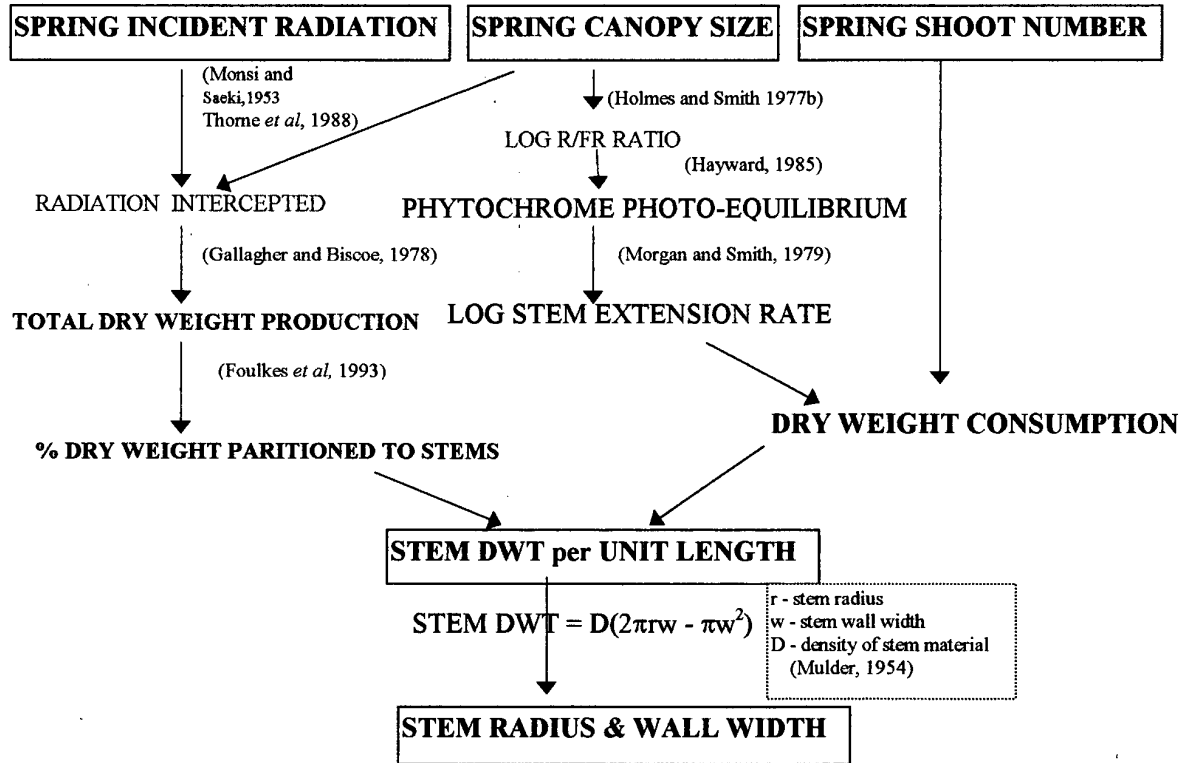 SPRING INCIDENT RADIATION
SPRING CANOPY SIZE
SPRING SHOOT NUMBER
(Monsi and
Saeki, 1953
Thorne et al, 1988)
(Holmes and Smith 1977b)
LOG R/FR RATIO
(Hayward, 1985)
RADIATION INTERCEPTED
PHYTOCHROME PHOTO-EQUILIBRIUM
(Gallagher and Biscoe, 1978)
(Morgan and Smith, 1979)
TOTAL DRY WEIGHT PRODUCTION
LOG STEM EXTENSION RATE
(Foulkes et al, 1993)
DRY WEIGHT CONSUMPTION
% DRY WEIGHT PARITIONED TO STEMS
STEM DWT per UNIT LENGTH
STEM DWT = D(2πrw - πw²)
r - stem radius
w - stem wall width
D - density of stem material
(Mulder, 1954)
STEM RADIUS & WALL WIDTH